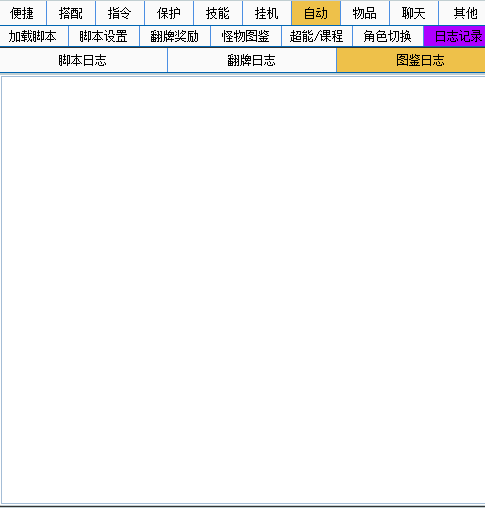 便捷 搭配 指令 保护 技能 挂机 自动 物品 聊天 其他
加载脚本 脚本设置 翻牌奖励 怪物图鉴 超能/课程 角色切换 日志记录
脚本日志 翻牌日志 图鉴日志